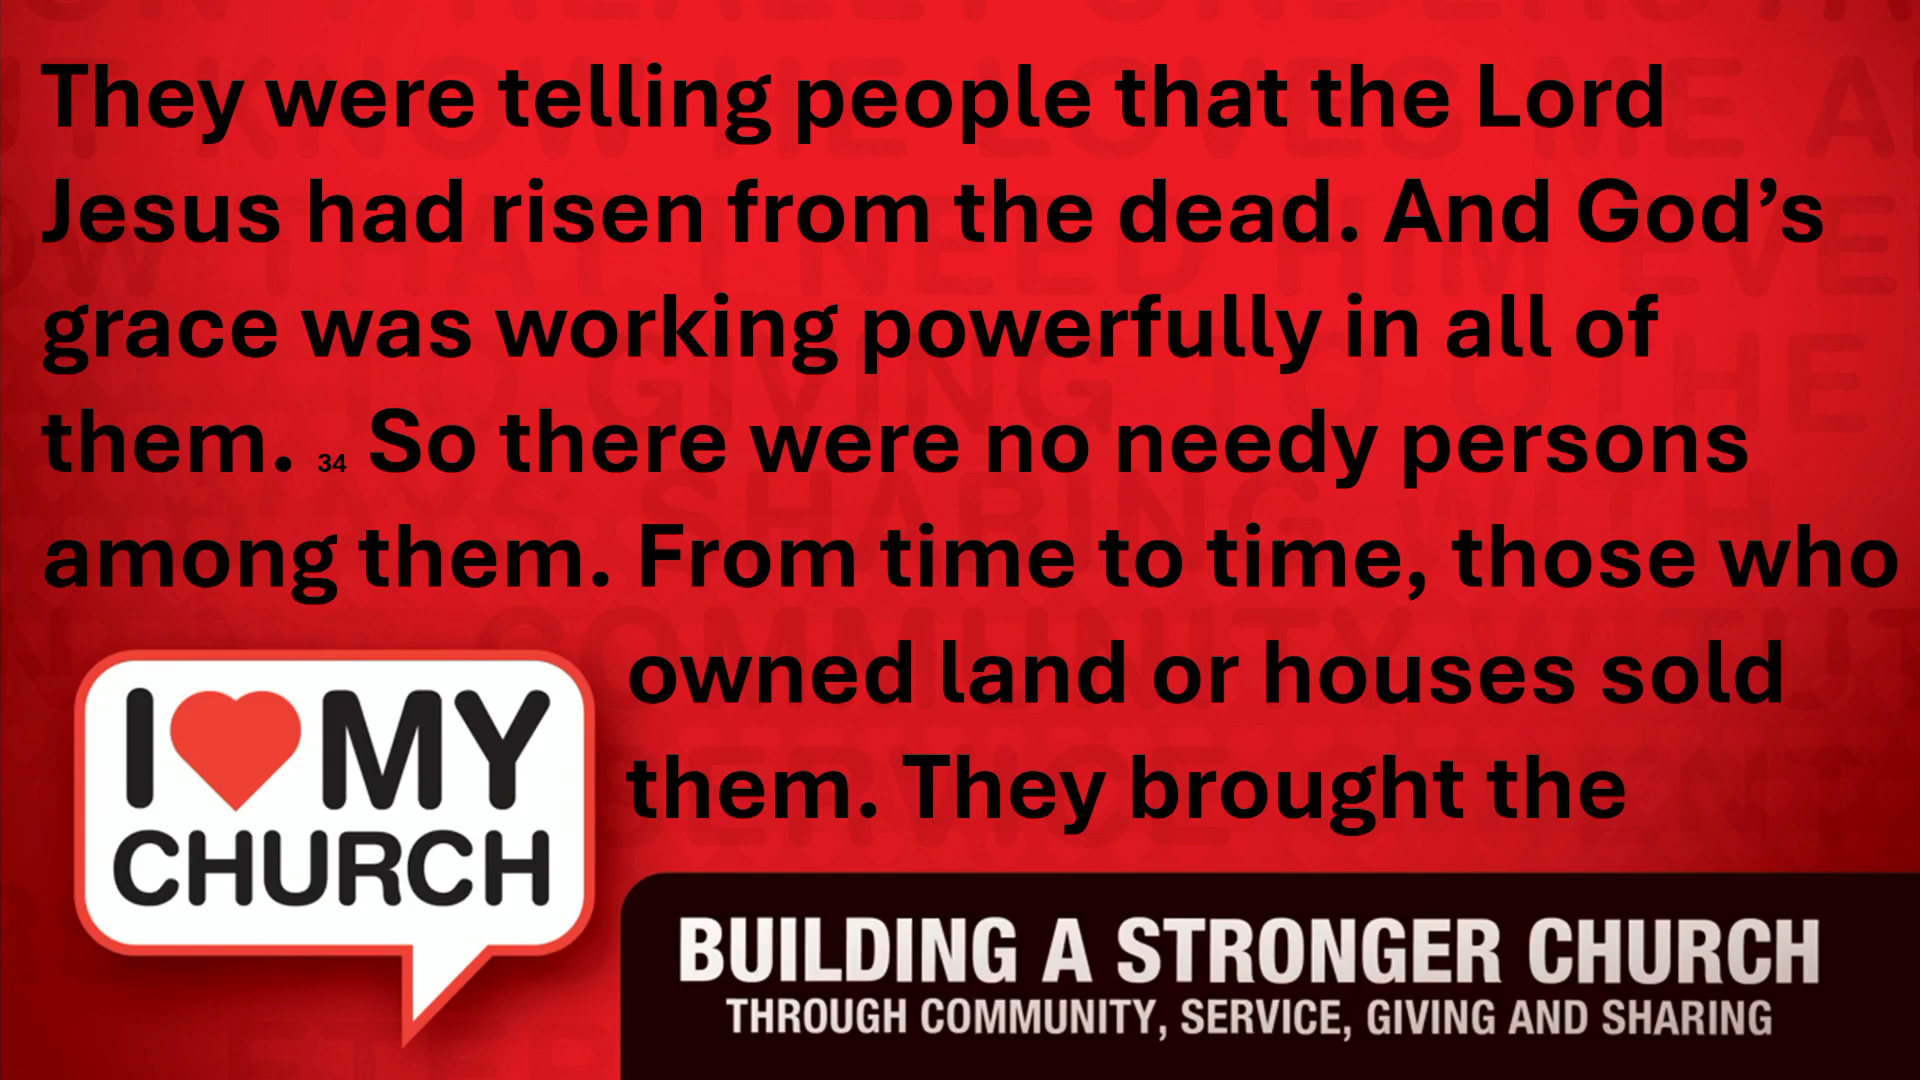 They were telling people that the Lord
Jesus had risen from the dead. And God’s
grace was working powerfully in all of
them. 34 So there were no needy persons
among them. From time to time, those who
owned land or houses sold
them. They brought the
I ♥ MY
CHURCH
BUILDING A STRONGER CHURCH
THROUGH COMMUNITY, SERVICE, GIVING AND SHARING